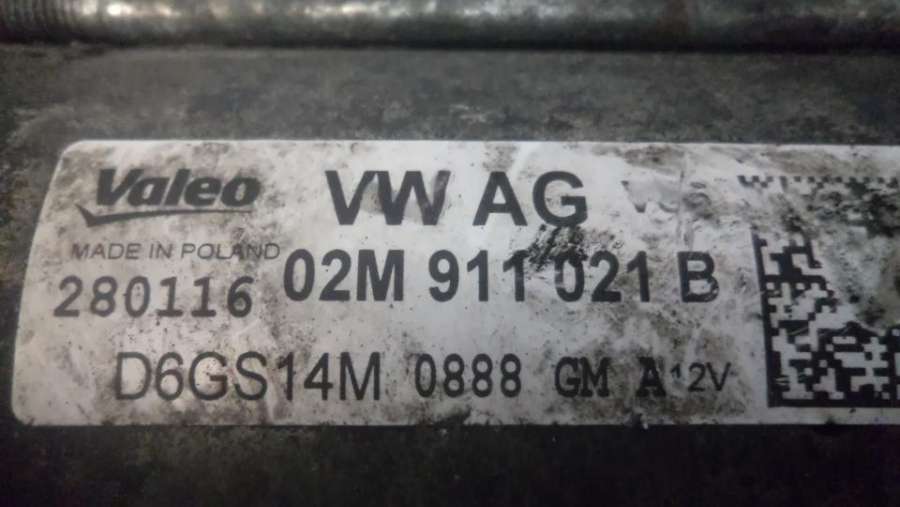 Valeo VW AG
MADE IN POLAND
280116 02M 911 021 B
D6GS14M 0888 GM A 12V